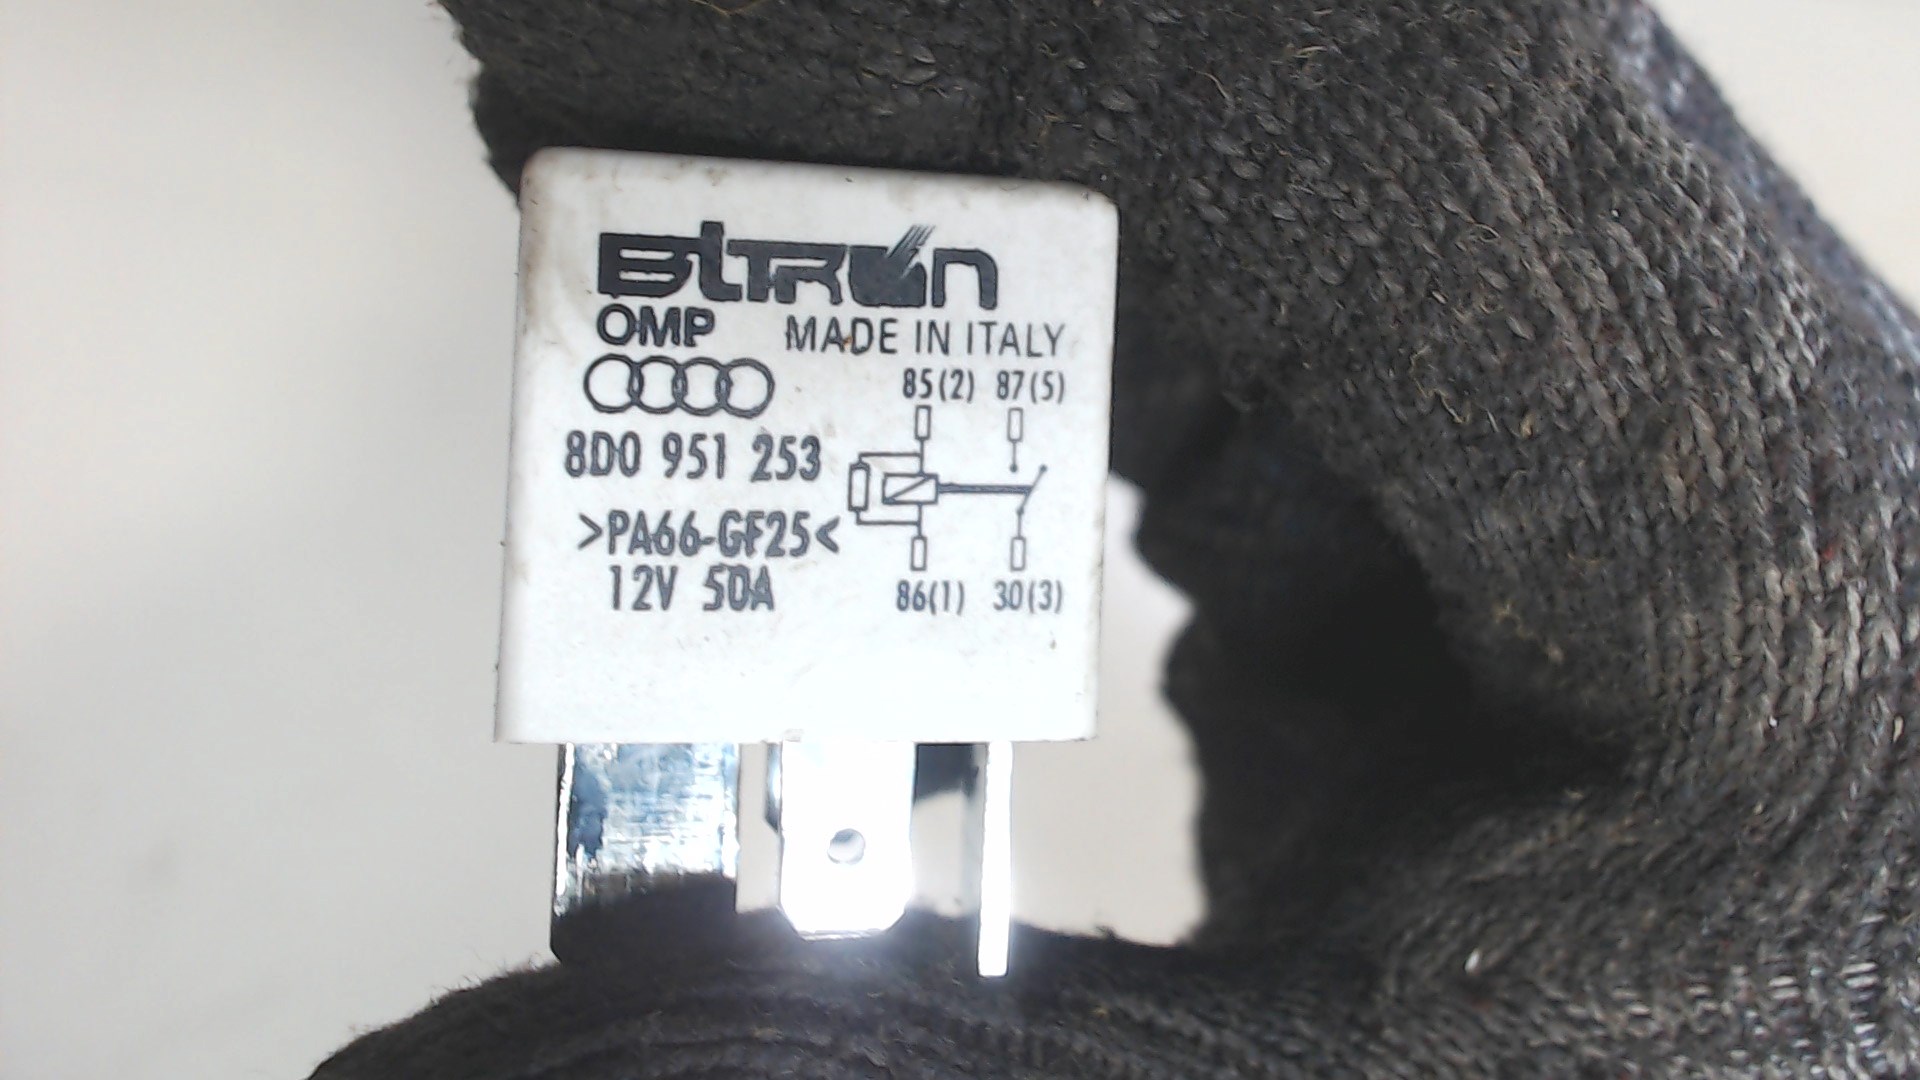 BITRON
OMP MADE IN ITALY
85(2) 87(5)
8D0 951 253
>PA66-GF25<
12V 50A
86(1) 30(3)